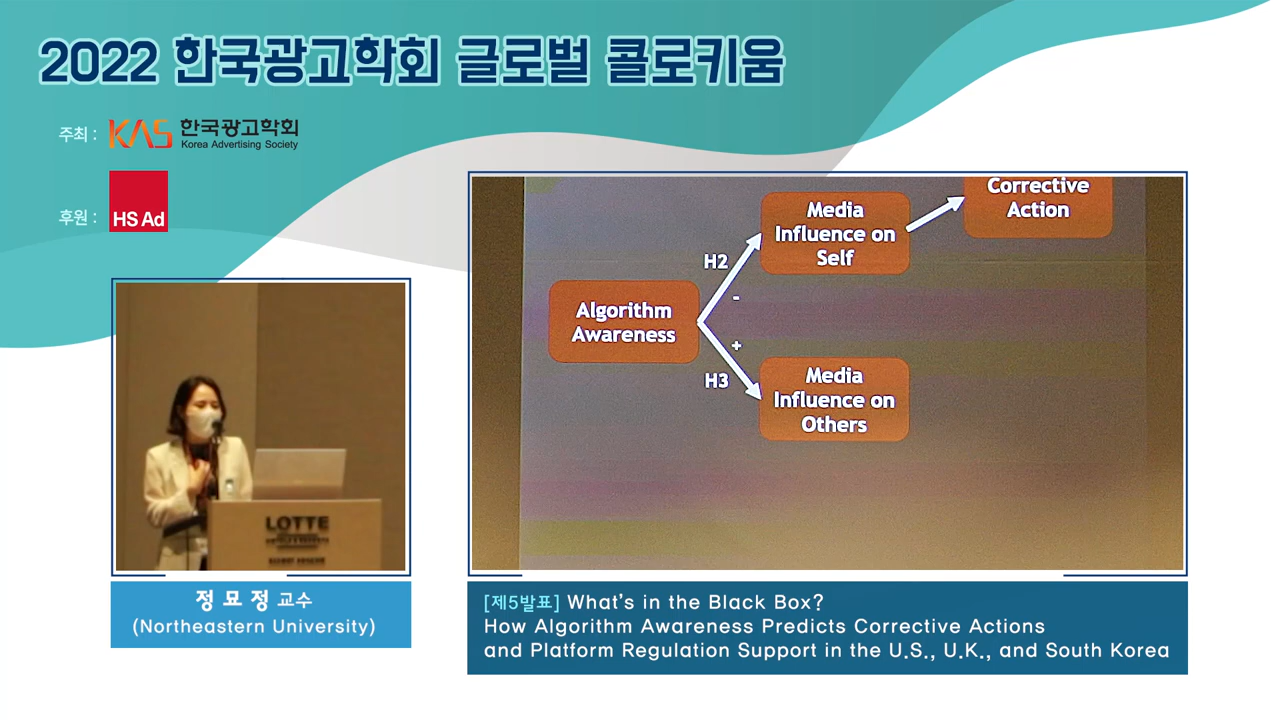 2022 한국광고학회 글로벌 콜로키움
주최 :
KAS 한국광고학회
Korea Advertising Society
후원 :
HS Ad
Corrective
Action
Media
Influence on
Self
H2
-
Algorithm
Awareness
+
H3
Media
Influence on
Others
LOTTE
정묘정 교수
(Northeastern University)
[제5발표] What's in the Black Box?
How Algorithm Awareness Predicts Corrective Actions
and Platform Regulation Support in the U.S., U.K., and South Korea